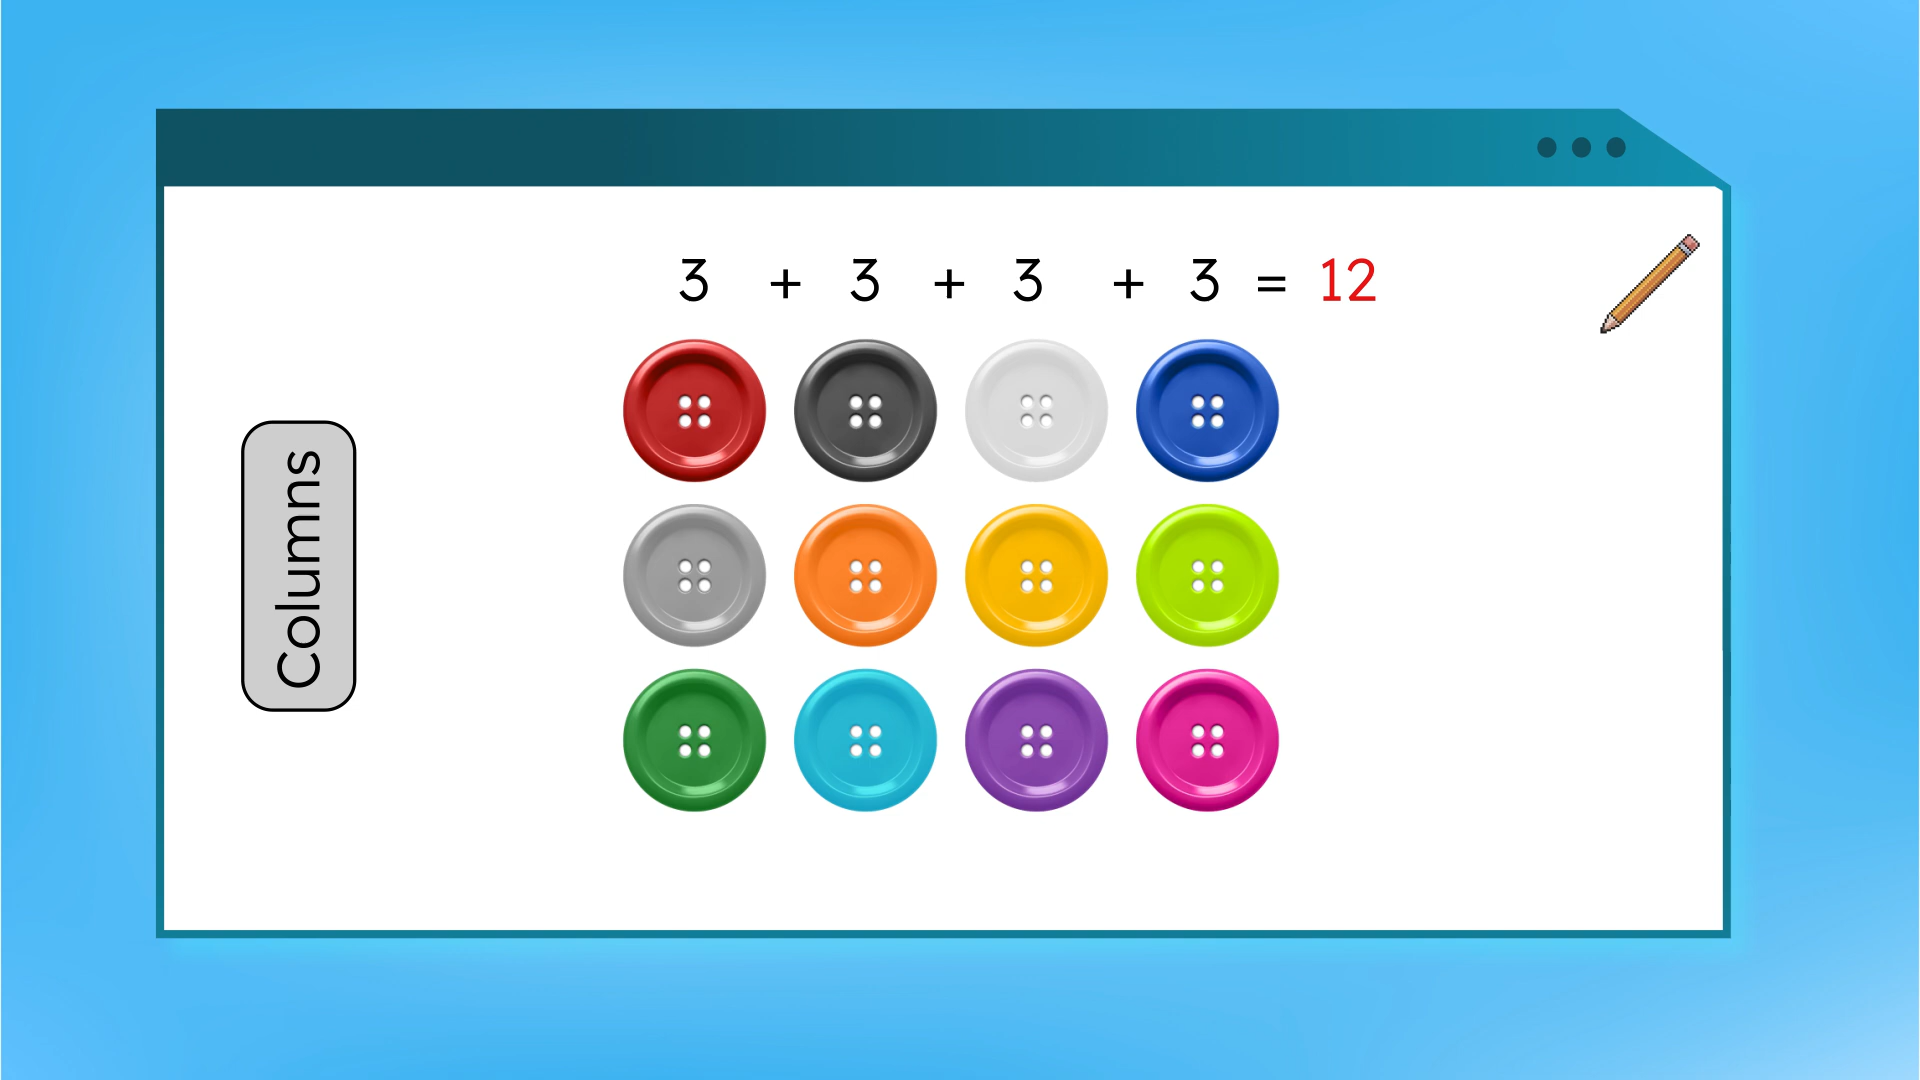 3 + 3 + 3 + 3 = 12
Columns